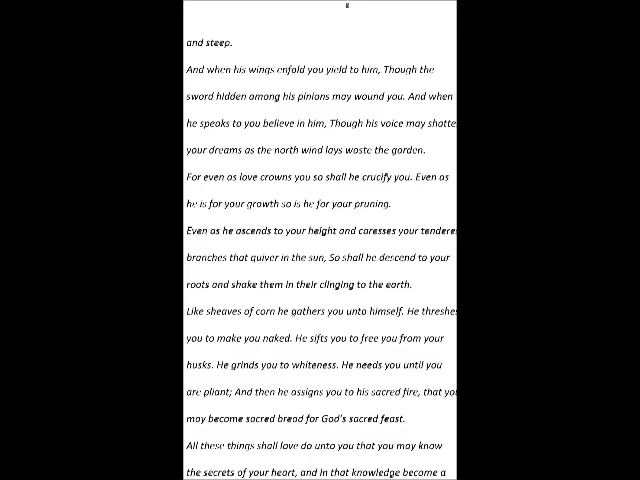 8
and steep.
And when his wings enfold you yield to him, Though the
sword hidden among his pinions may wound you. And when
he speaks to you believe in him, Though his voice may shatte
your dreams as the north wind lays waste the garden.
For even as love crowns you so shall he crucify you. Even as
he is for your growth so is he for your pruning.
Even as he ascends to your height and caresses your tenderes
branches that quiver in the sun, So shall he descend to your
roots and shake them in their clinging to the earth.
Like sheaves of corn he gathers you unto himself. He threshes
you to make you naked. He sifts you to free you from your
husks. He grinds you to whiteness. He needs you until you
are pliant; And then he assigns you to his sacred fire, that you
may become sacred bread for God's sacred feast.
All these things shall love do unto you that you may know
the secrets of your heart, and in that knowledge become a